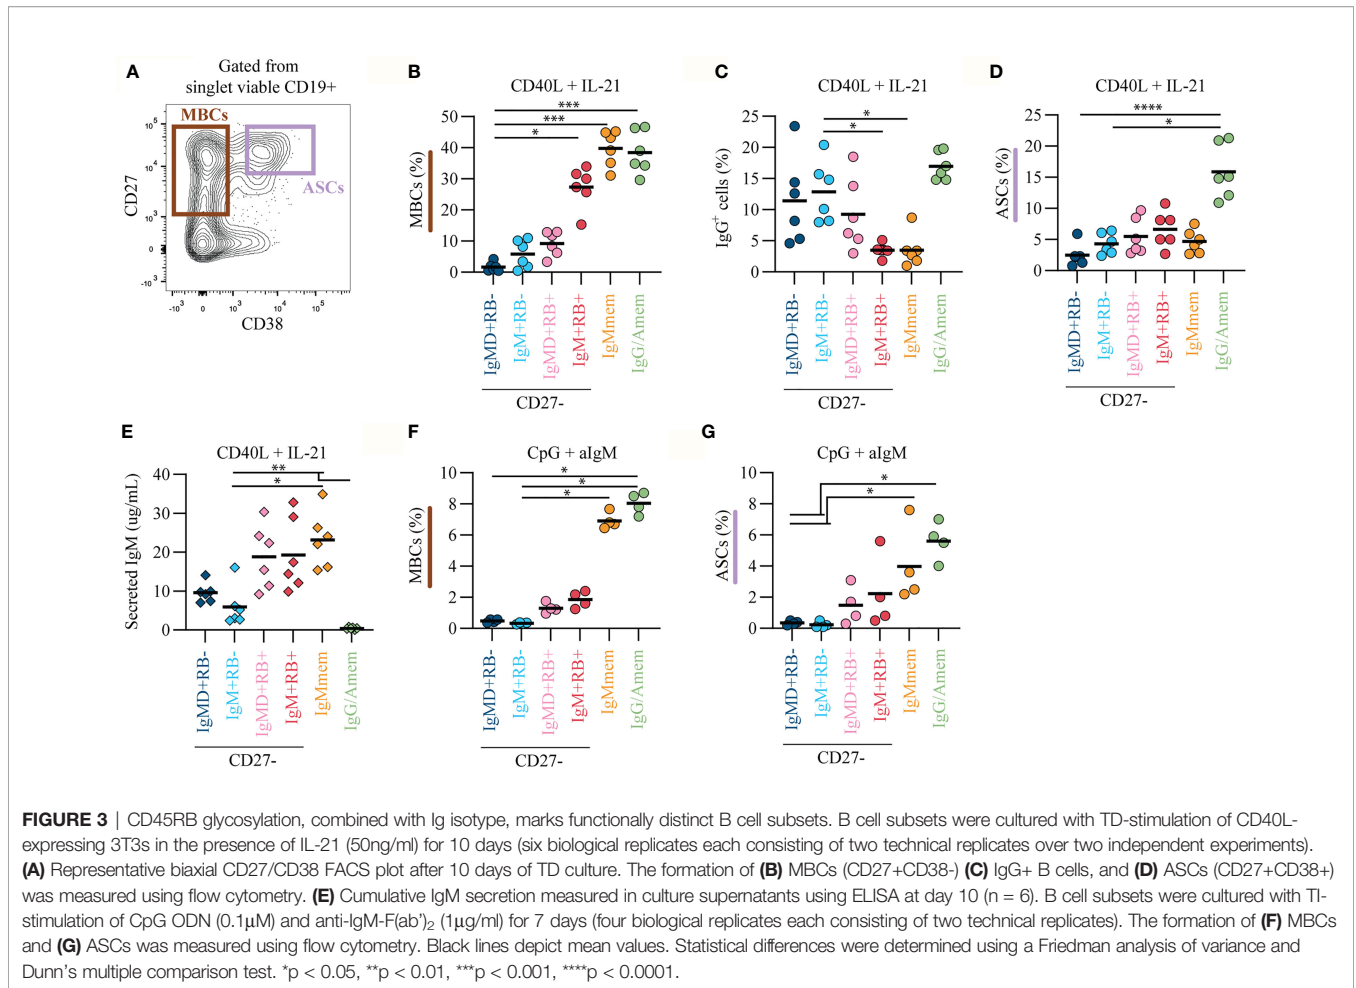 A
Gated from
singlet viable CD19+
MBCs
ASCs
CD27
10⁵
10⁴
10³
0
-10³
-10³ 0 10³ 10⁴ 10⁵
CD38
B
CD40L + IL-21
***
***
*
MBCs (%)
50
40
30
20
10
0
IgMD+RB- IgM+RB- IgMD+RB+ IgM+RB+ IgMmem IgG/Amem
CD27-
C
CD40L + IL-21
*
*
IgG⁺ cells (%)
25
20
15
10
5
0
IgMD+RB- IgM+RB- IgMD+RB+ IgM+RB+ IgMmem IgG/Amem
CD27-
D
CD40L + IL-21
****
*
ASCs (%)
25
20
15
10
5
0
IgMD+RB- IgM+RB- IgMD+RB+ IgM+RB+ IgMmem IgG/Amem
CD27-
E
CD40L + IL-21
**
*
Secreted IgM (ug/mL)
40
30
20
10
0
IgMD+RB- IgM+RB- IgMD+RB+ IgM+RB+ IgMmem IgG/Amem
CD27-
F
CpG + aIgM
*
*
*
MBCs (%)
10
8
6
4
2
0
IgMD+RB- IgM+RB- IgMD+RB+ IgM+RB+ IgMmem IgG/Amem
CD27-
G
CpG + aIgM
*
*
ASCs (%)
10
8
6
4
2
0
IgMD+RB- IgM+RB- IgMD+RB+ IgM+RB+ IgMmem IgG/Amem
CD27-
FIGURE 3 | CD45RB glycosylation, combined with Ig isotype, marks functionally distinct B cell subsets. B cell subsets were cultured with TD-stimulation of CD40L-
expressing 3T3s in the presence of IL-21 (50ng/ml) for 10 days (six biological replicates each consisting of two technical replicates over two independent experiments).
(A) Representative biaxial CD27/CD38 FACS plot after 10 days of TD culture. The formation of (B) MBCs (CD27+CD38-) (C) IgG+ B cells, and (D) ASCs (CD27+CD38+)
was measured using flow cytometry. (E) Cumulative IgM secretion measured in culture supernatants using ELISA at day 10 (n = 6). B cell subsets were cultured with TI-
stimulation of CpG ODN (0.1μM) and anti-IgM-F(ab')₂ (1μg/ml) for 7 days (four biological replicates each consisting of two technical replicates). The formation of (F) MBCs
and (G) ASCs was measured using flow cytometry. Black lines depict mean values. Statistical differences were determined using a Friedman analysis of variance and
Dunn's multiple comparison test. *p < 0.05, **p < 0.01, ***p < 0.001, ****p < 0.0001.